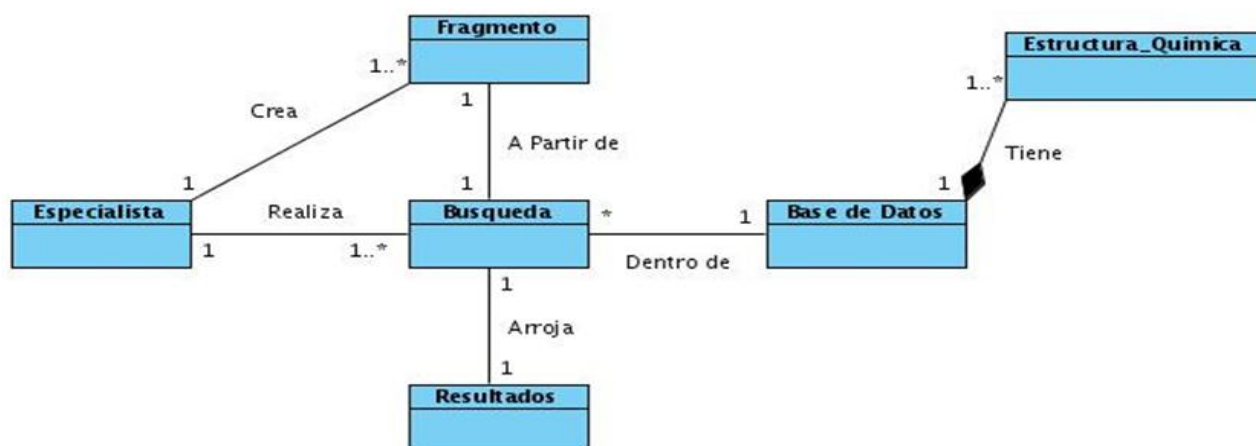 Fragmento
Estructura_Quimica
1..*
1..*
1
Crea
A Partir de
Tiene
1
1
1
Especialista
Realiza
Busqueda
*
1
Base de Datos
1
1..*
Dentro de
1
Arroja
1
Resultados